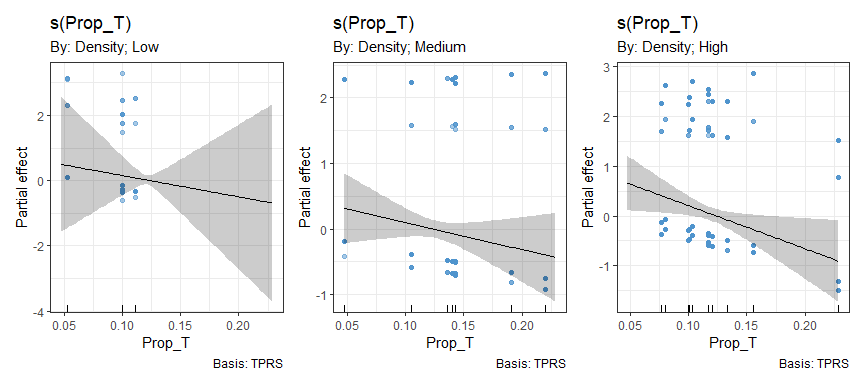 s(Prop_T)
By: Density; Low
Partial effect
2
0
-2
-4
0.05
0.10
0.15
0.20
Prop_T
Basis: TPRS
s(Prop_T)
By: Density; Medium
Partial effect
2
1
0
-1
0.05
0.10
0.15
0.20
Prop_T
Basis: TPRS
s(Prop_T)
By: Density; High
Partial effect
3
2
1
0
-1
0.05
0.10
0.15
0.20
Prop_T
Basis: TPRS